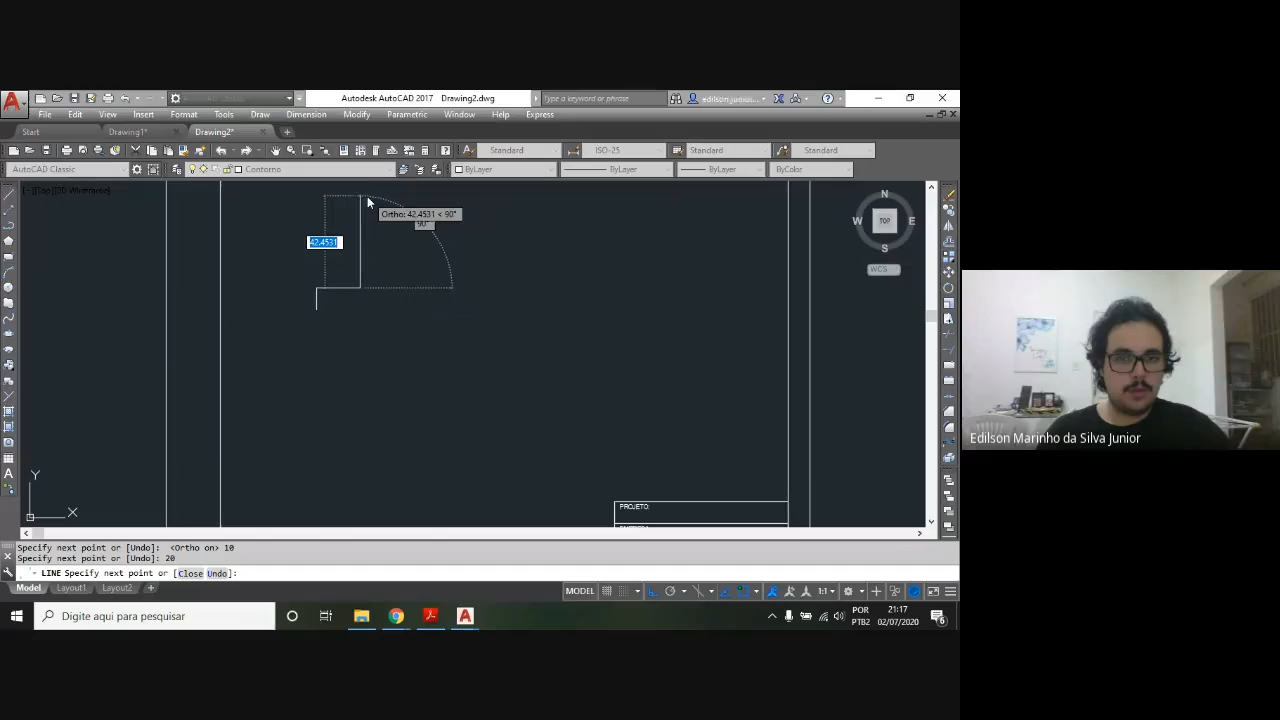 Autodesk AutoCAD 2017 Drawing2.dwg
Type a keyword or phrase
edilson.junior...
File Edit View Insert Format Tools Draw Dimension Modify Parametric Window Help Express
Start Drawing1* Drawing2*
Standard ISO-25 Standard Standard
AutoCAD Classic Contorno ByLayer ByLayer ByLayer ByColor
N
W TOP E
S
WCS
Ortho: 42.4531 < 90°
90°
42.4531
Y
X
PROJETO:
Specify next point or [Undo]: <Ortho on> 10
Specify next point or [Undo]: 20
LINE Specify next point or [Close Undo]:
Model Layout1 Layout2
MODEL 1:1
Digite aqui para pesquisar
POR
PTB2
21:17
02/07/2020
6
Edilson Marinho da Silva Junior